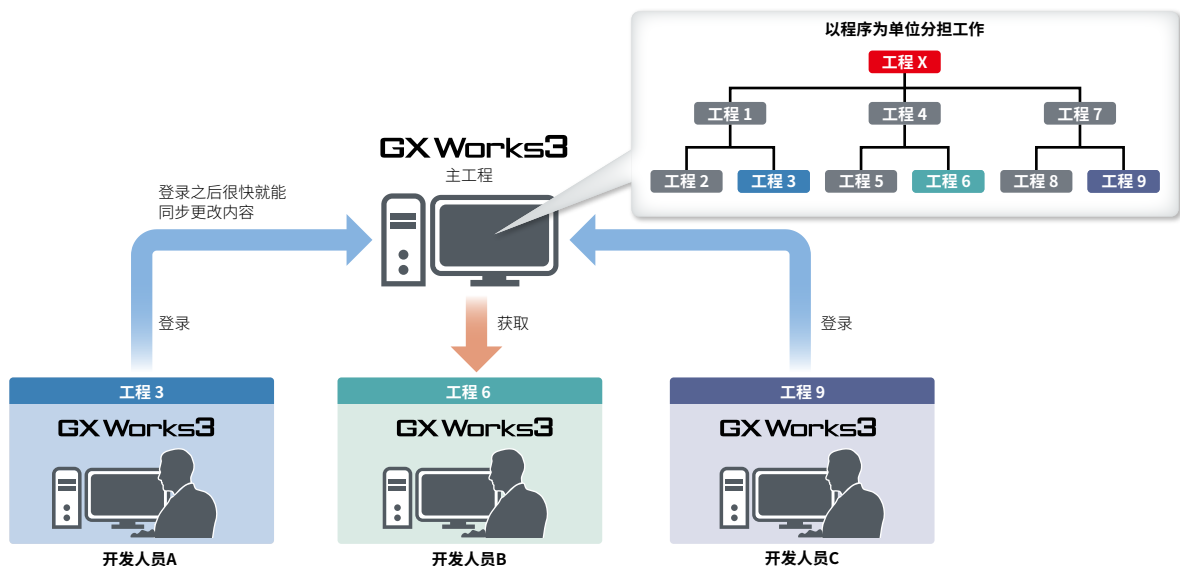 以程序为单位分担工作
工程 X
工程 1
工程 4
工程 7
工程 2
工程 3
工程 5
工程 6
工程 8
工程 9
GX Works3
主工程
登录之后很快就能
同步更改内容
登录
获取
登录
工程 3
GX Works3
开发人员A
工程 6
GX Works3
开发人员B
工程 9
GX Works3
开发人员C